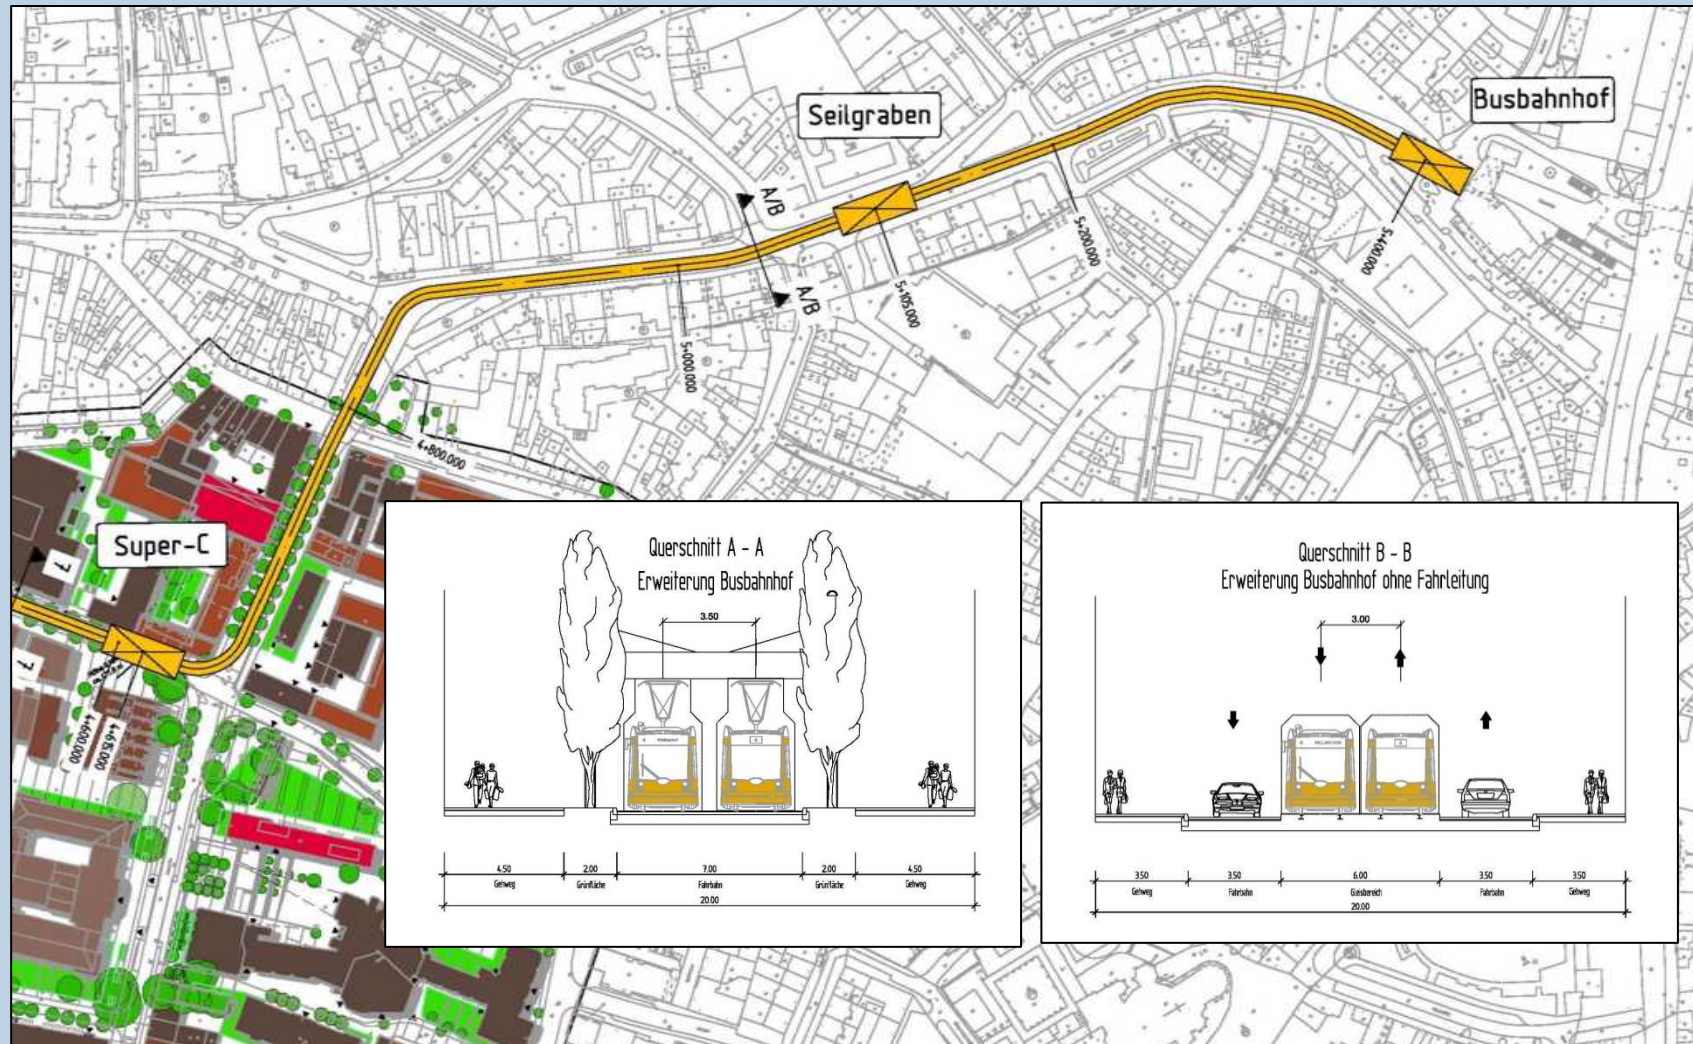 Seilgraben
Busbahnhof
A/B
A/B
5+200.000
5+400.000
5+105.000
5+000.000
4+800.000
Super-C
7
7
4+600.000
4+615.000
Querschnitt A - A
Erweiterung Busbahnhof
3.50
4.50
2.00
7.00
2.00
4.50
Gehweg
Grünfläche
Fahrbahn
Grünfläche
Gehweg
20.00
Querschnitt B - B
Erweiterung Busbahnhof ohne Fahrleitung
3.00
3.50
3.50
6.00
3.50
3.50
Gehweg
Fahrbahn
Gleisbereich
Fahrbahn
Gehweg
20.00